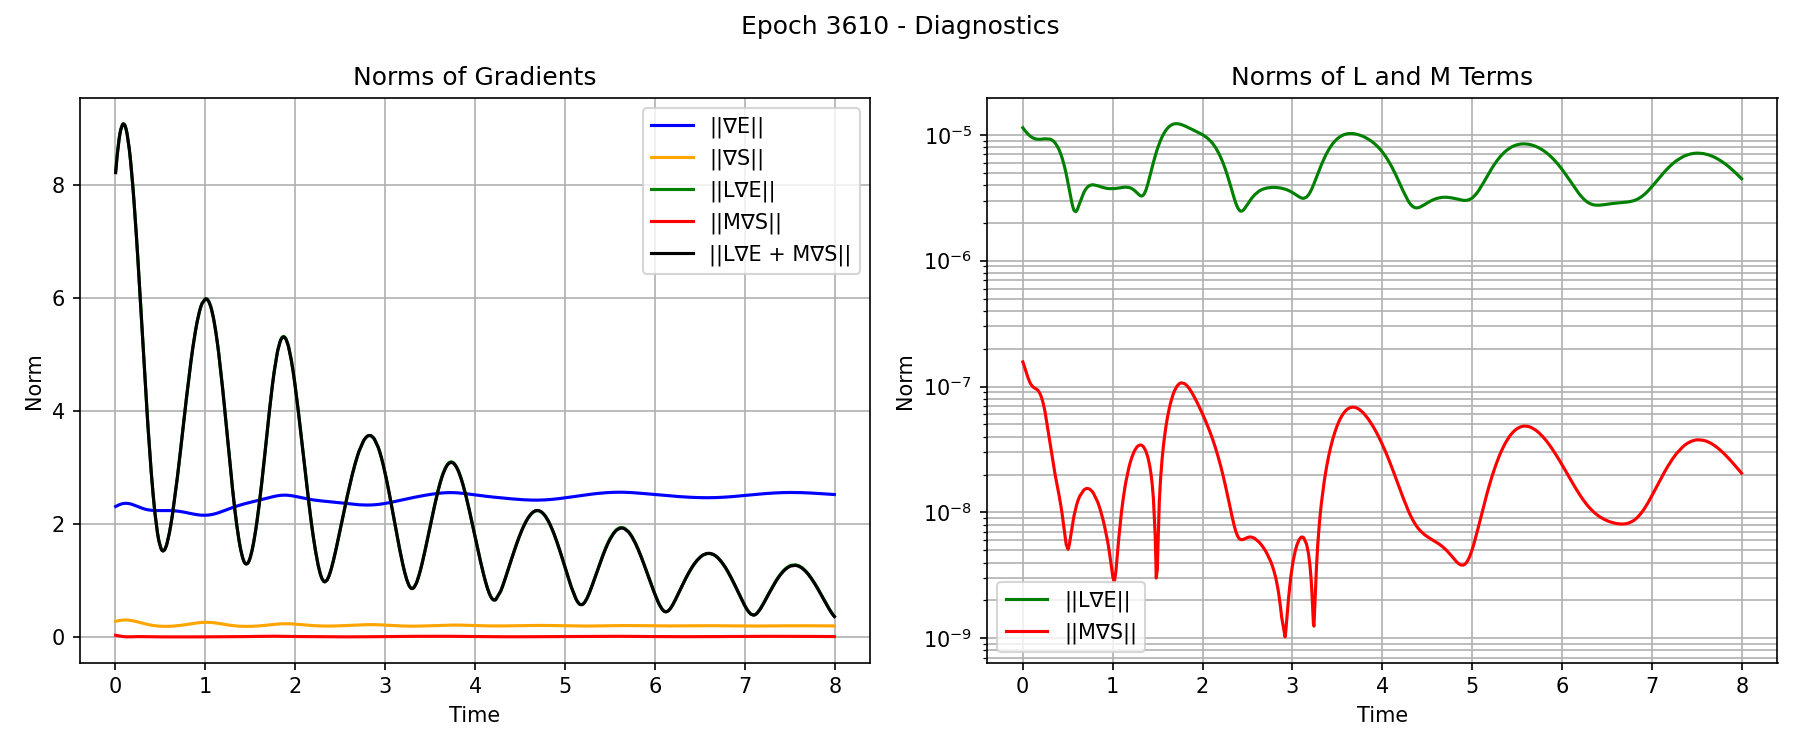 Epoch 3610 - Diagnostics
Norms of Gradients
Norm
8
6
4
2
0
||∇E||
||∇S||
||L∇E||
||M∇S||
||L∇E + M∇S||
0 1 2 3 4 5 6 7 8
Time
Norms of L and M Terms
Norm
10⁻⁵
10⁻⁶
10⁻⁷
10⁻⁸
10⁻⁹
||L∇E||
||M∇S||
0 1 2 3 4 5 6 7 8
Time